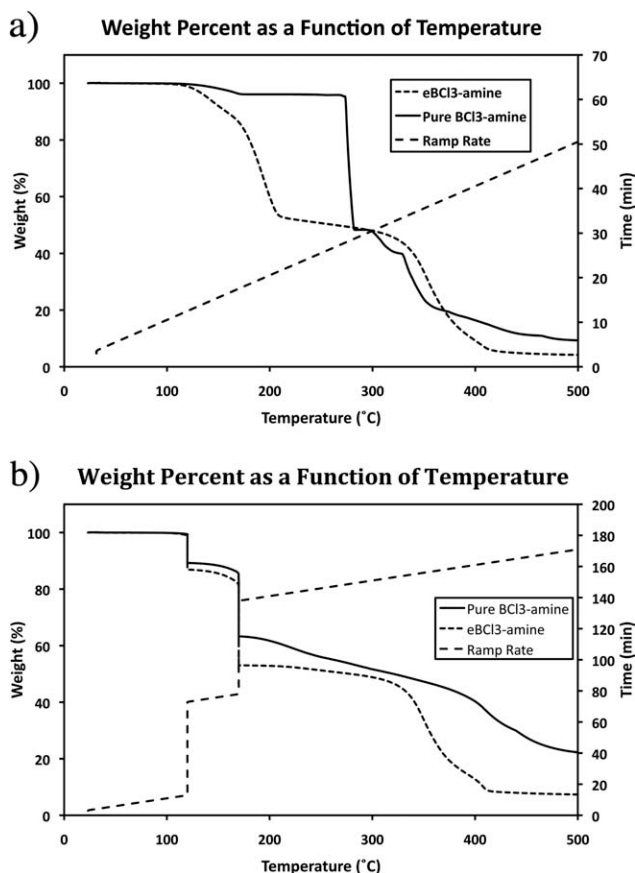 a) Weight Percent as a Function of Temperature
100
80
60
40
20
0
Weight (%)
70
60
50
40
30
20
10
0
Time (min)
eBCl3-amine
Pure BCl3-amine
Ramp Rate
0 100 200 300 400 500
Temperature (˚C)
b) Weight Percent as a Function of Temperature
100
80
60
40
20
0
Weight (%)
200
180
160
140
120
100
80
60
40
20
0
Time (min)
Pure BCl3-amine
eBCl3-amine
Ramp Rate
0 100 200 300 400 500
Temperature (˚C)